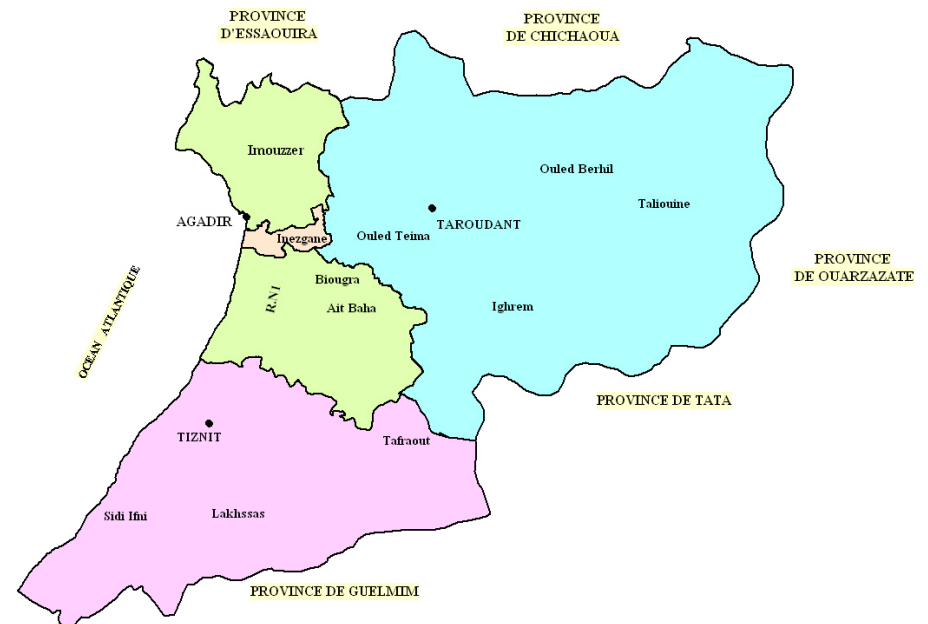 PROVINCE
D'ESSAOUIRA
PROVINCE
DE CHICHAOUA
Imouzzer
Ouled Berhil
Taliouine
AGADIR
TAROUDANT
Inezgane
Ouled Teima
PROVINCE
DE OUARZAZATE
Biougra
R.N1
Ait Baha
Ighrem
OCEAN ATLANTIQUE
PROVINCE DE TATA
TIZNIT
Tafraout
Sidi Ifni
Lakhssas
PROVINCE DE GUELMIM